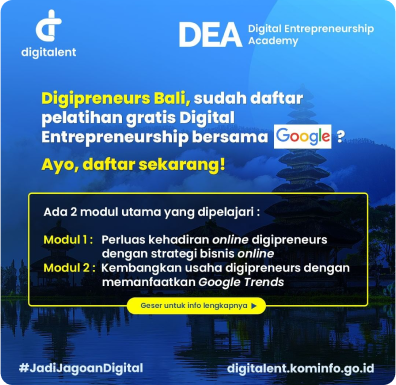 digitalent
DEA Digital Entrepreneurship
Academy
Digipreneurs Bali, sudah daftar
pelatihan gratis Digital
Entrepreneurship bersama Google ?
Ayo, daftar sekarang!
Ada 2 modul utama yang dipelajari :
Modul 1 : Perluas kehadiran online digipreneurs
dengan strategi bisnis online
Modul 2 : Kembangkan usaha digipreneurs dengan
memanfaatkan Google Trends
Geser untuk info lengkapnya
#JadiJagoanDigital
digitalent.kominfo.go.id